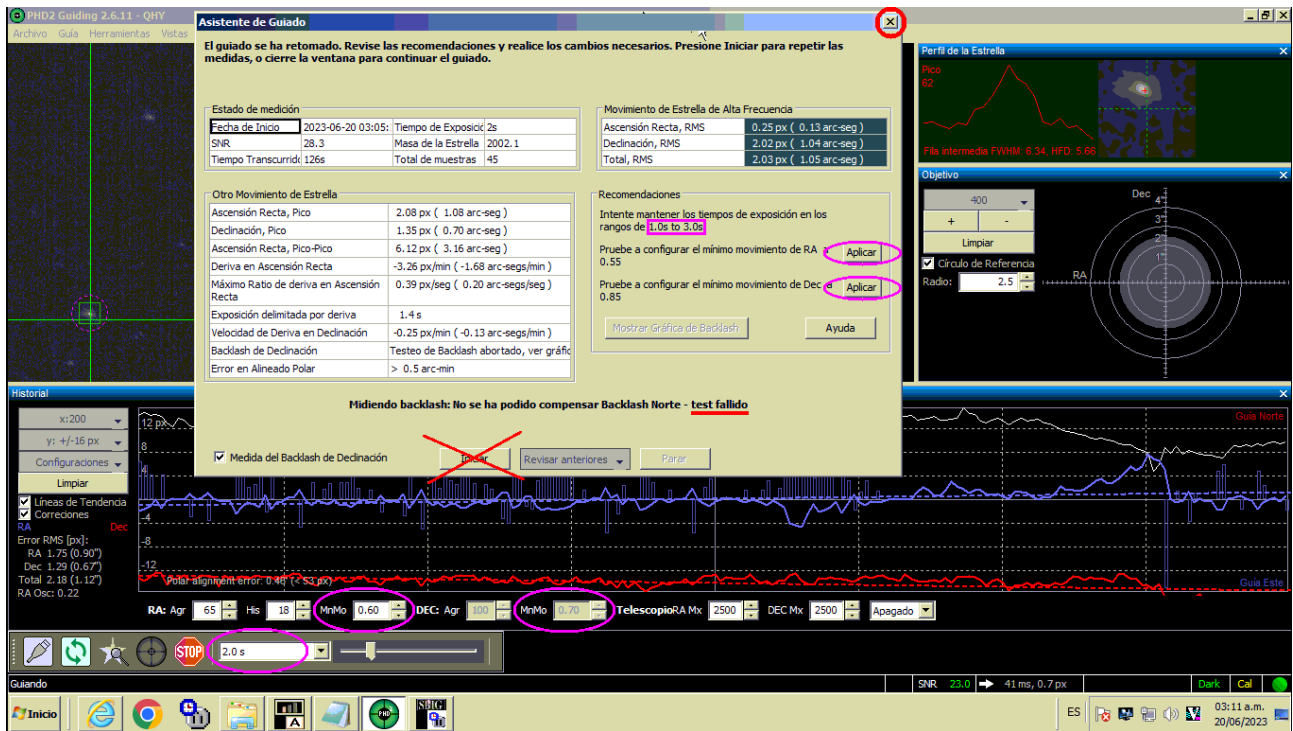 PHD2 Guiding 2.6.11 - QHY
Archivo Guía Herramientas Vistas
Asistente de Guiado
El guiado se ha retomado. Revise las recomendaciones y realice los cambios necesarios. Presione Iniciar para repetir las
medidas, o cierre la ventana para continuar el guiado.
Estado de medición
Fecha de Inicio 2023-06-20 03:05: Tiempo de Exposició 2s
SNR 28.3 Masa de la Estrella 2002.1
Tiempo Transcurrido 126s Total de muestras 45
Movimiento de Estrella de Alta Frecuencia
Ascensión Recta, RMS 0.25 px ( 0.13 arc-seg )
Declinación, RMS 2.02 px ( 1.04 arc-seg )
Total, RMS 2.03 px ( 1.05 arc-seg )
Otro Movimiento de Estrella
Ascensión Recta, Pico 2.08 px ( 1.08 arc-seg )
Declinación, Pico 1.35 px ( 0.70 arc-seg )
Ascensión Recta, Pico-Pico 6.12 px ( 3.16 arc-seg )
Deriva en Ascensión Recta -3.26 px/min ( -1.68 arc-segs/min )
Máximo Ratio de deriva en Ascensión
Recta 0.39 px/seg ( 0.20 arc-segs/seg )
Exposición delimitada por deriva 1.4 s
Velocidad de Deriva en Declinación -0.25 px/min ( -0.13 arc-segs/min )
Backlash de Declinación Testeo de Backlash abortado, ver gráfic
Error en Alineado Polar > 0.5 arc-min
Recomendaciones
Intente mantener los tiempos de exposición en los
rangos de 1.0s to 3.0s
Pruebe a configurar el mínimo movimiento de RA a
0.55
Aplicar
Pruebe a configurar el mínimo movimiento de Dec a
0.85
Aplicar
Mostrar Gráfica de Backlash Ayuda
Midiendo backlash: No se ha podido compensar Backlash Norte - test fallido
Medida del Backlash de Declinación Iniciar Revisar anteriores Parar
Perfil de la Estrella
Pico
62
Fila intermedia FWHM: 6.34, HFD: 5.66
Objetivo
400
+ -
Limpiar
Círculo de Referencia
Radio: 2.5
Dec
4"
3"
2"
1"
RA
Historial
x:200
y: +/-16 px
Configuraciones
Limpiar
Líneas de Tendencia
Correciones
RA Dec
Error RMS [px]:
RA 1.75 (0.90")
Dec 1.29 (0.67")
Total 2.18 (1.12")
RA Osc: 0.22
12 px
8
4
-4
-8
-12
Polar alignment error: 0.48' (< 53 px)
Guía Norte
Guía Este
RA: Agr 65 His 18 MnMo 0.60 DEC: Agr 100 MnMo 0.70 Telescopio RA Mx 2500 DEC Mx 2500 Apagado
STOP 2.0 s
Guiando SNR 23.0 41 ms, 0.7 px Dark Cal
Inicio
A
PHD
SBIG
ES
03:11 a.m.
20/06/2023